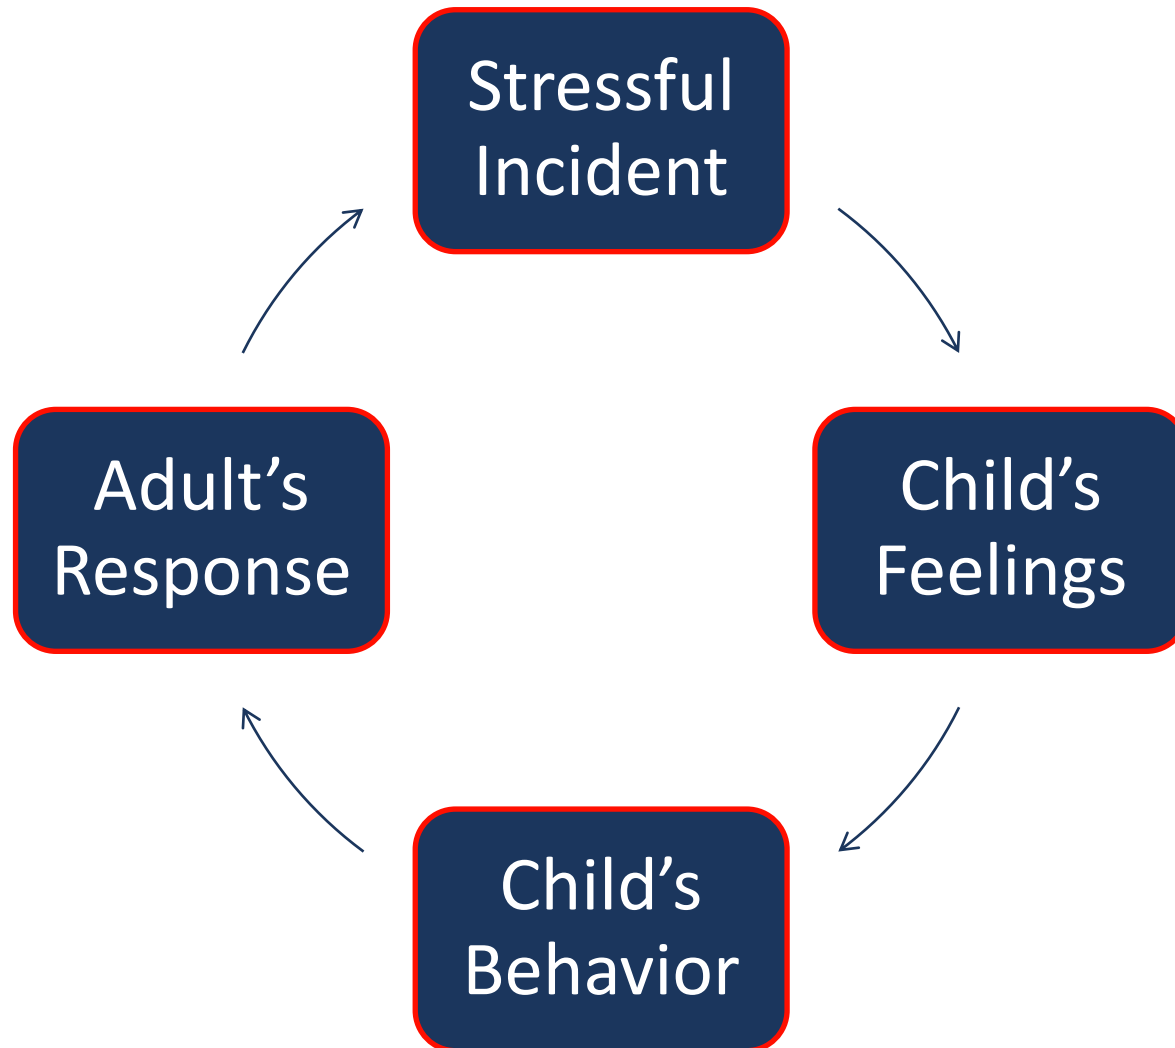 Stressful
Incident
Child’s
Feelings
Child’s
Behavior
Adult’s
Response